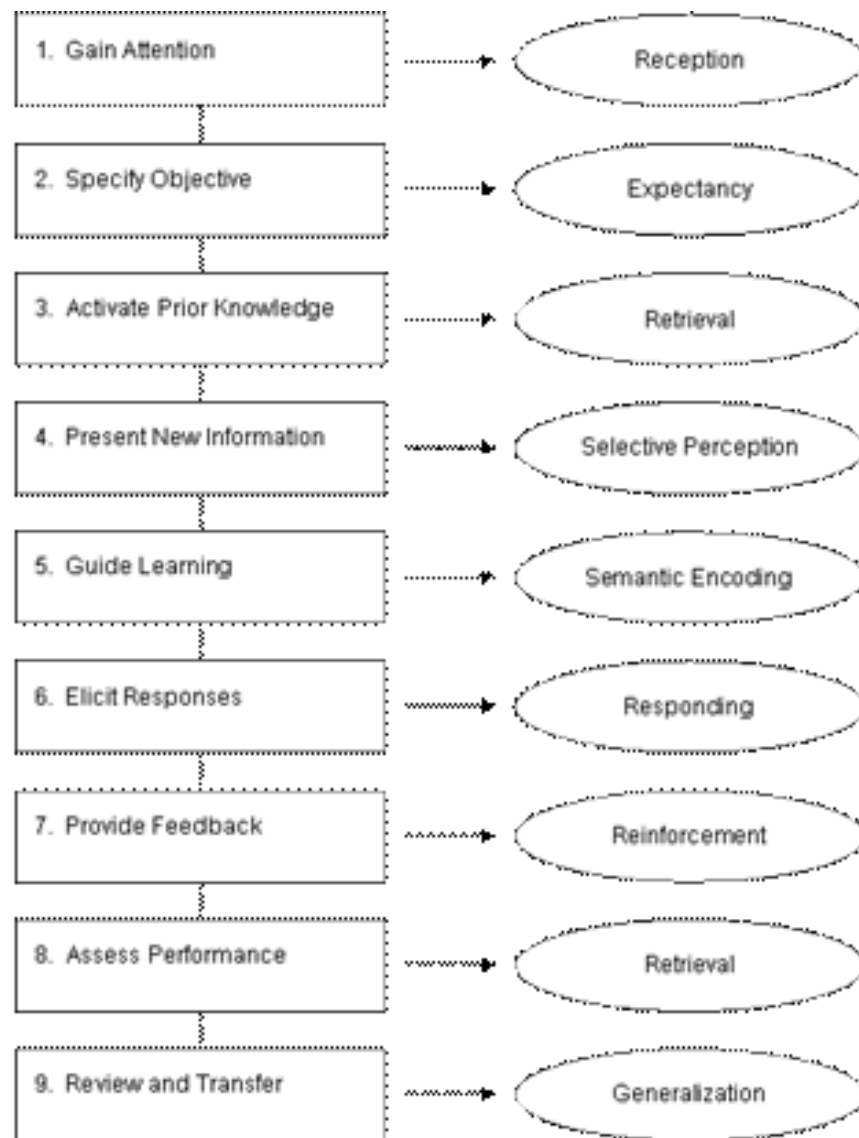 1. Gain Attention
Reception
2. Specify Objective
Expectancy
3. Activate Prior Knowledge
Retrieval
4. Present New Information
Selective Perception
5. Guide Learning
Semantic Encoding
6. Elicit Responses
Responding
7. Provide Feedback
Reinforcement
8. Assess Performance
Retrieval
9. Review and Transfer
Generalization